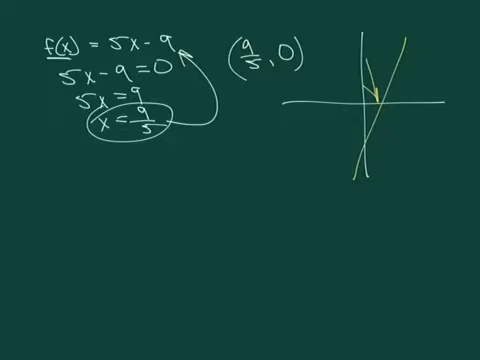 f(x) = 5x - 9
5x - 9 = 0
5x = 9
x = 9/5
(9/5, 0)